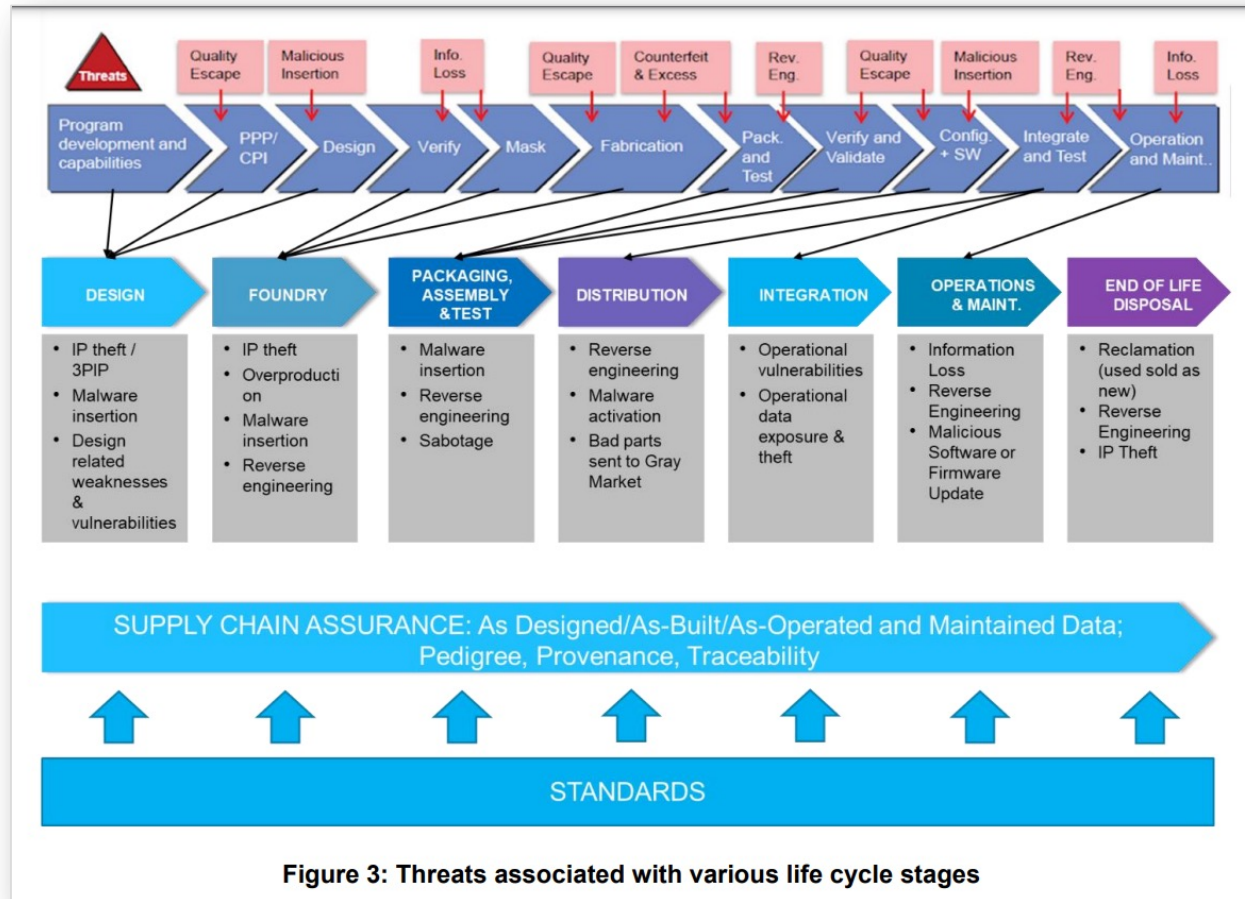 Threats
Quality
Escape
Malicious
Insertion
Info.
Loss
Quality
Escape
Counterfeit
& Excess
Rev.
Eng.
Quality
Escape
Malicious
Insertion
Rev.
Eng.
Info.
Loss
Program
development and
capabilities
PPP/
CPI
Design
Verify
Mask
Fabrication
Pack.
and
Test
Verify and
Validate
Config.
+ SW
Integrate
and Test
Operation
and Maint..
DESIGN
FOUNDRY
PACKAGING,
ASSEMBLY
&TEST
DISTRIBUTION
INTEGRATION
OPERATIONS
& MAINT.
END OF LIFE
DISPOSAL
• IP theft /
3PIP
• Malware
insertion
• Design
related
weaknesses
&
vulnerabilities
• IP theft
• Overproducti
on
• Malware
insertion
• Reverse
engineering
• Malware
insertion
• Reverse
engineering
• Sabotage
• Reverse
engineering
• Malware
activation
• Bad parts
sent to Gray
Market
• Operational
vulnerabilities
• Operational
data
exposure &
theft
• Information
Loss
• Reverse
Engineering
• Malicious
Software or
Firmware
Update
• Reclamation
(used sold as
new)
• Reverse
Engineering
• IP Theft
SUPPLY CHAIN ASSURANCE: As Designed/As-Built/As-Operated and Maintained Data;
Pedigree, Provenance, Traceability
STANDARDS
Figure 3: Threats associated with various life cycle stages